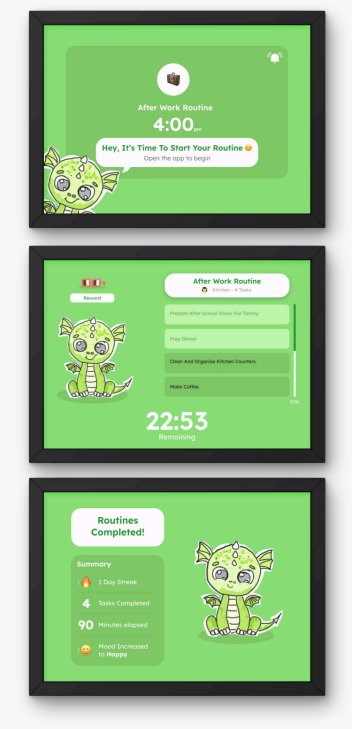 After Work Routine
4:00pm
Hey, It's Time To Start Your Routine
Open the app to begin
Reward
After Work Routine
Kitchen - 4 Tasks
Prepare After School Snack For Timmy
Prep Dinner
Clean And Organise Kitchen Counters
Make Coffee
50%
22:53
Remaining
Routines
Completed!
Summary
1 Day Streak
4 Tasks Completed
90 Minutes elapsed
Mood Increased
to Happy